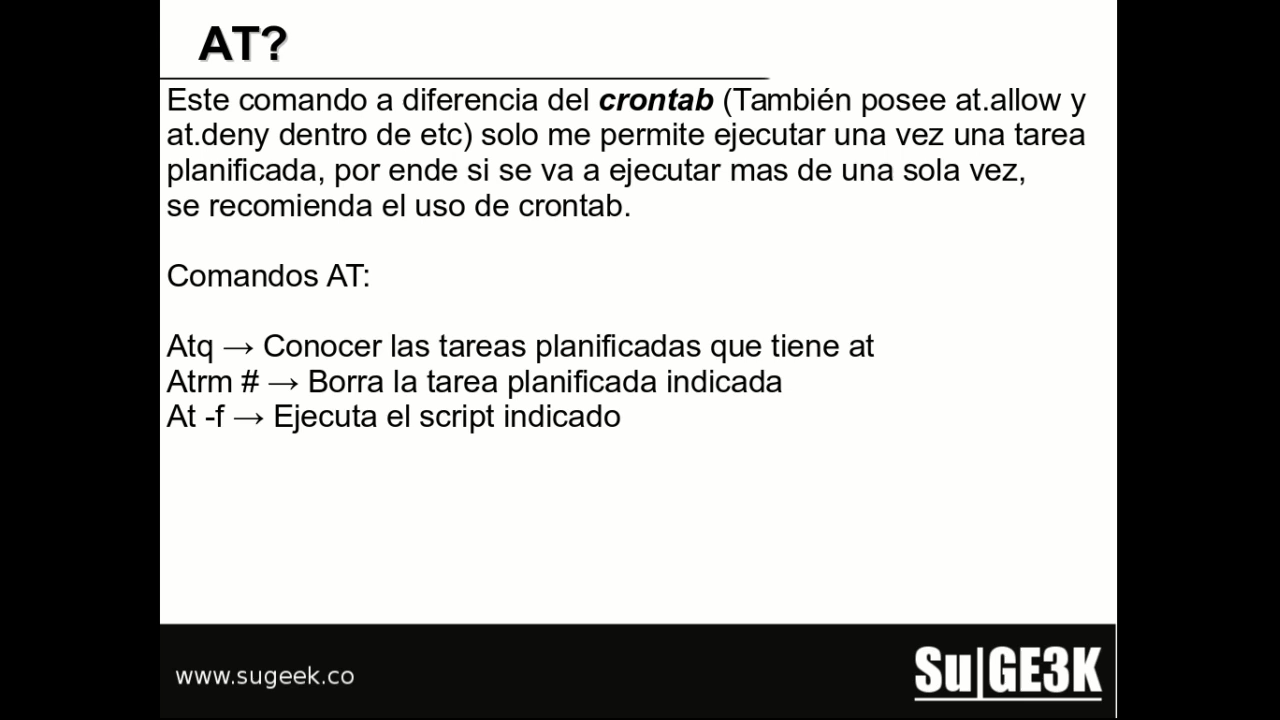 AT?
Este comando a diferencia del crontab (También posee at.allow y
at.deny dentro de etc) solo me permite ejecutar una vez una tarea
planificada, por ende si se va a ejecutar mas de una sola vez,
se recomienda el uso de crontab.
Comandos AT:
Atq → Conocer las tareas planificadas que tiene at
Atrm # → Borra la tarea planificada indicada
At -f → Ejecuta el script indicado
www.sugeek.co
Su|GE3K